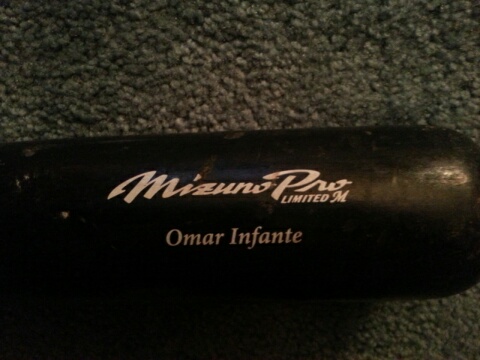 Mizuno Pro
LIMITED M
Omar Infante